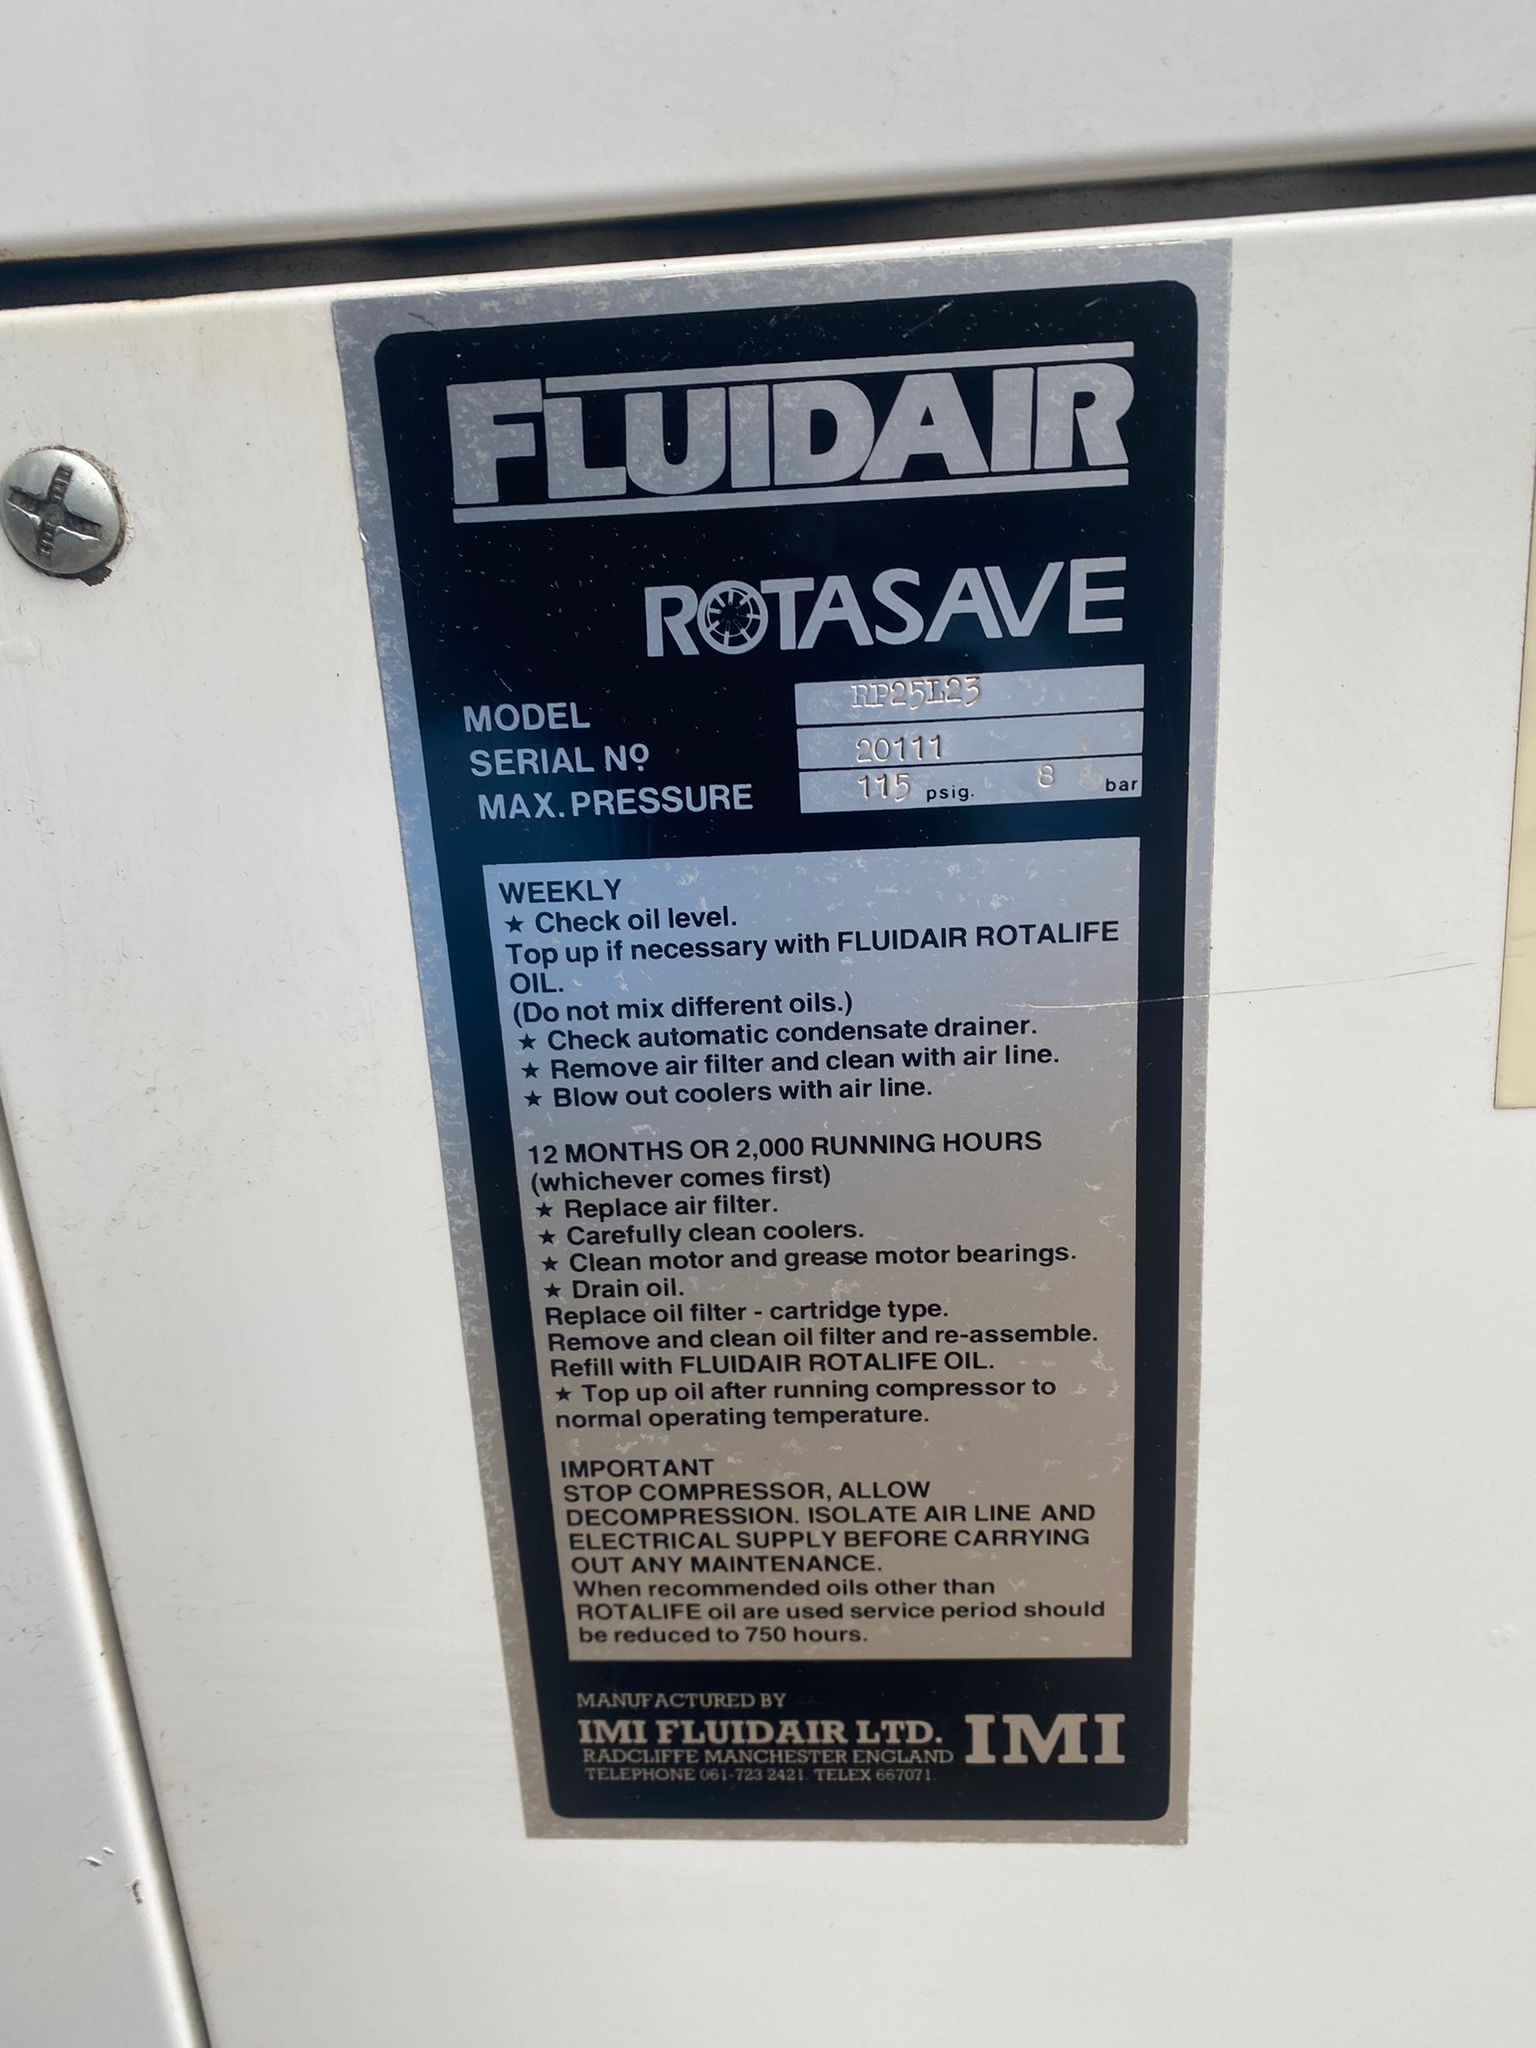 FLUIDAIR
ROTASAVE
MODEL RP25L23
SERIAL Nº 20111
MAX. PRESSURE 115 psig. 8 bar
WEEKLY
★ Check oil level.
Top up if necessary with FLUIDAIR ROTALIFE
OIL.
(Do not mix different oils.)
★ Check automatic condensate drainer.
★ Remove air filter and clean with air line.
★ Blow out coolers with air line.
12 MONTHS OR 2,000 RUNNING HOURS
(whichever comes first)
★ Replace air filter.
★ Carefully clean coolers.
★ Clean motor and grease motor bearings.
★ Drain oil.
Replace oil filter - cartridge type.
Remove and clean oil filter and re-assemble.
Refill with FLUIDAIR ROTALIFE OIL.
★ Top up oil after running compressor to
normal operating temperature.
IMPORTANT
STOP COMPRESSOR, ALLOW
DECOMPRESSION. ISOLATE AIR LINE AND
ELECTRICAL SUPPLY BEFORE CARRYING
OUT ANY MAINTENANCE.
When recommended oils other than
ROTALIFE oil are used service period should
be reduced to 750 hours.
MANUFACTURED BY
IMI FLUIDAIR LTD. IMI
RADCLIFFE MANCHESTER ENGLAND
TELEPHONE 061-723 2421. TELEX 667071.